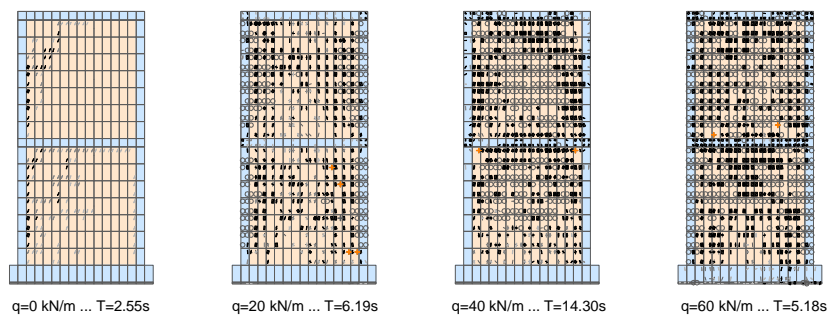 q=0 kN/m ... T=2.55s
q=20 kN/m ... T=6.19s
q=40 kN/m ... T=14.30s
q=60 kN/m ... T=5.18s